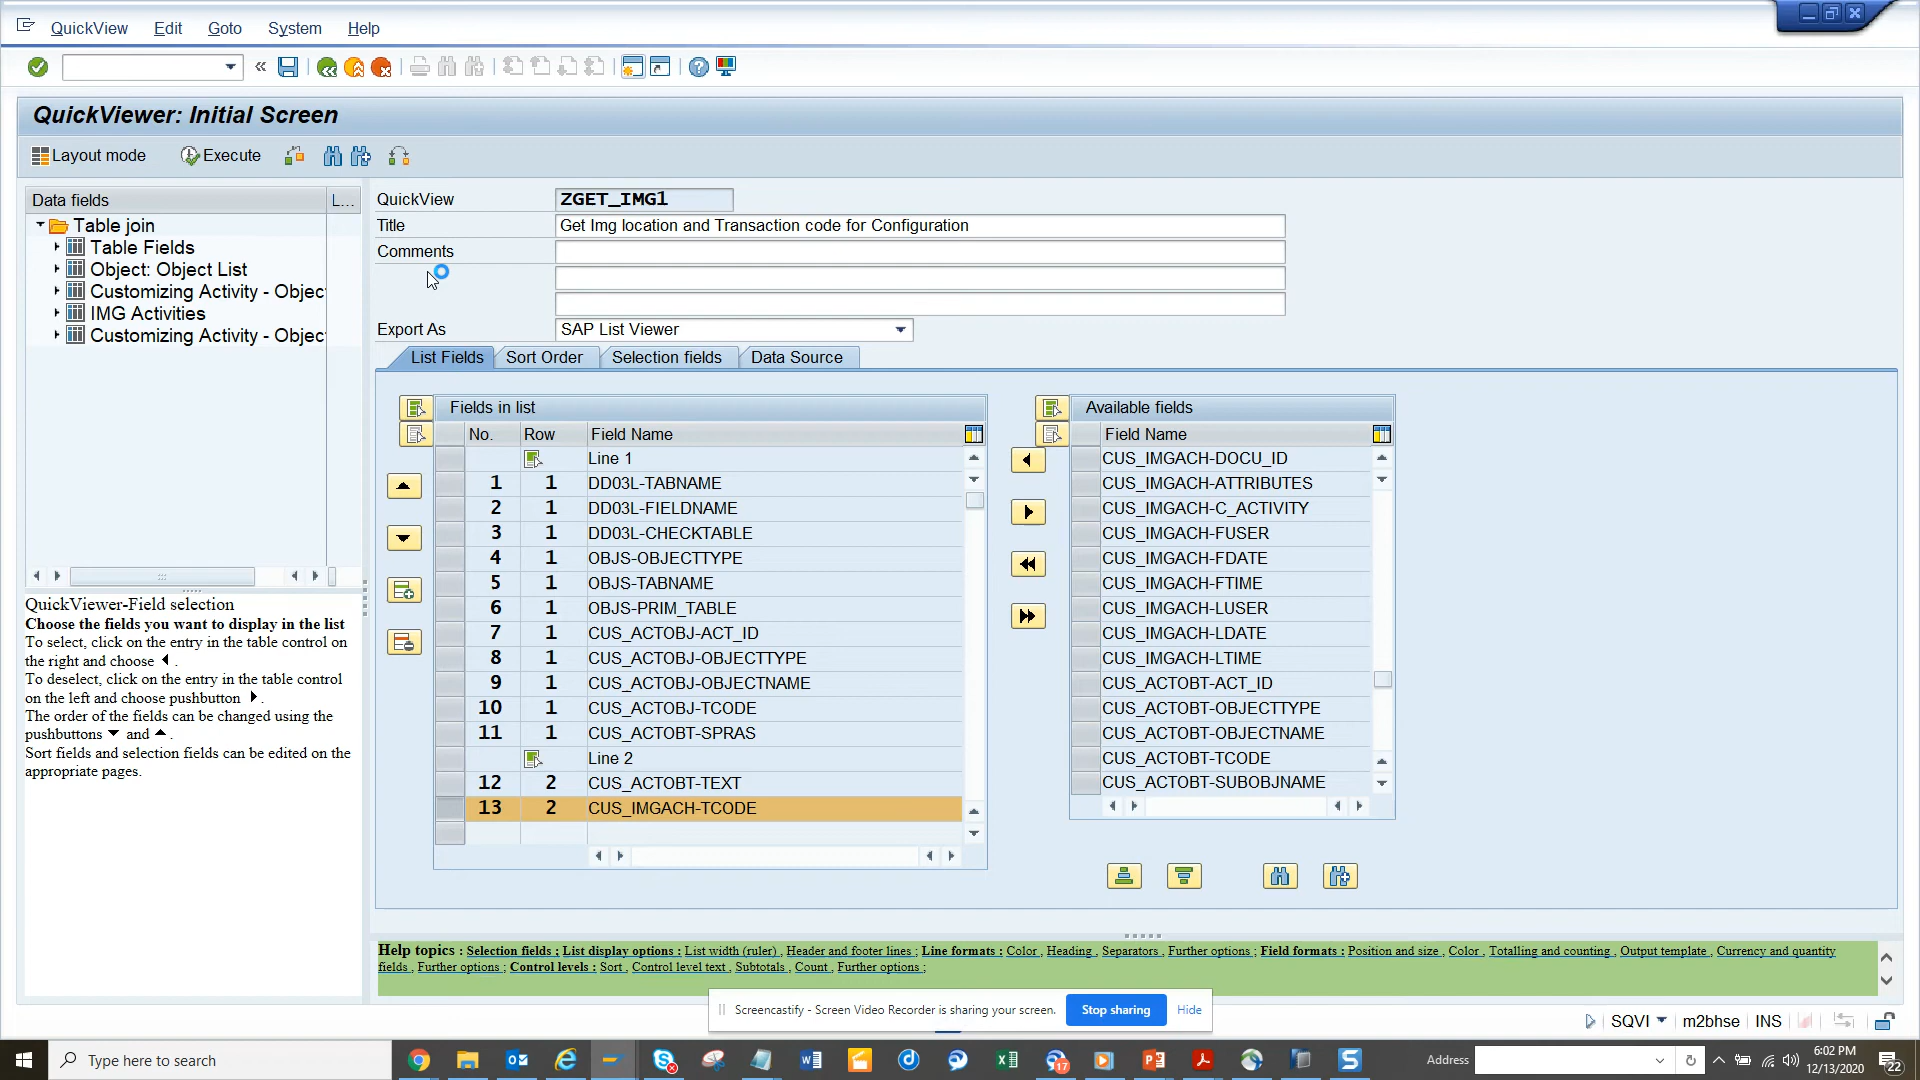 QuickView Edit Goto System Help
QuickViewer: Initial Screen
Layout mode Execute
Data fields L...
Table join
Table Fields
Object: Object List
Customizing Activity - Objec
IMG Activities
Customizing Activity - Objec
QuickViewer-Field selection
Choose the fields you want to display in the list
To select, click on the entry in the table control on
the right and choose .
To deselect, click on the entry in the table control
on the left and choose pushbutton .
The order of the fields can be changed using the
pushbuttons and .
Sort fields and selection fields can be edited on the
appropriate pages.
QuickView ZGET_IMG1
Title Get Img location and Transaction code for Configuration
Comments
Export As SAP List Viewer
List Fields Sort Order Selection fields Data Source
Fields in list
No. Row Field Name
Line 1
1 1 DD03L-TABNAME
2 1 DD03L-FIELDNAME
3 1 DD03L-CHECKTABLE
4 1 OBJS-OBJECTTYPE
5 1 OBJS-TABNAME
6 1 OBJS-PRIM_TABLE
7 1 CUS_ACTOBJ-ACT_ID
8 1 CUS_ACTOBJ-OBJECTTYPE
9 1 CUS_ACTOBJ-OBJECTNAME
10 1 CUS_ACTOBJ-TCODE
11 1 CUS_ACTOBT-SPRAS
Line 2
12 2 CUS_ACTOBT-TEXT
13 2 CUS_IMGACH-TCODE
Available fields
Field Name
CUS_IMGACH-DOCU_ID
CUS_IMGACH-ATTRIBUTES
CUS_IMGACH-C_ACTIVITY
CUS_IMGACH-FUSER
CUS_IMGACH-FDATE
CUS_IMGACH-FTIME
CUS_IMGACH-LUSER
CUS_IMGACH-LDATE
CUS_IMGACH-LTIME
CUS_ACTOBT-ACT_ID
CUS_ACTOBT-OBJECTTYPE
CUS_ACTOBT-OBJECTNAME
CUS_ACTOBT-TCODE
CUS_ACTOBT-SUBOBJNAME
Help topics : Selection fields ; List display options : List width (ruler) , Header and footer lines ; Line formats : Color , Heading , Separators , Further options ; Field formats : Position and size , Color , Totalling and counting , Output template , Currency and quantity
fields , Further options ; Control levels : Sort , Control level text , Subtotals , Count , Further options ;
Screencastify - Screen Video Recorder is sharing your screen. Stop sharing Hide
SQVI m2bhse INS
Type here to search
17
Address
6:02 PM
12/13/2020
22